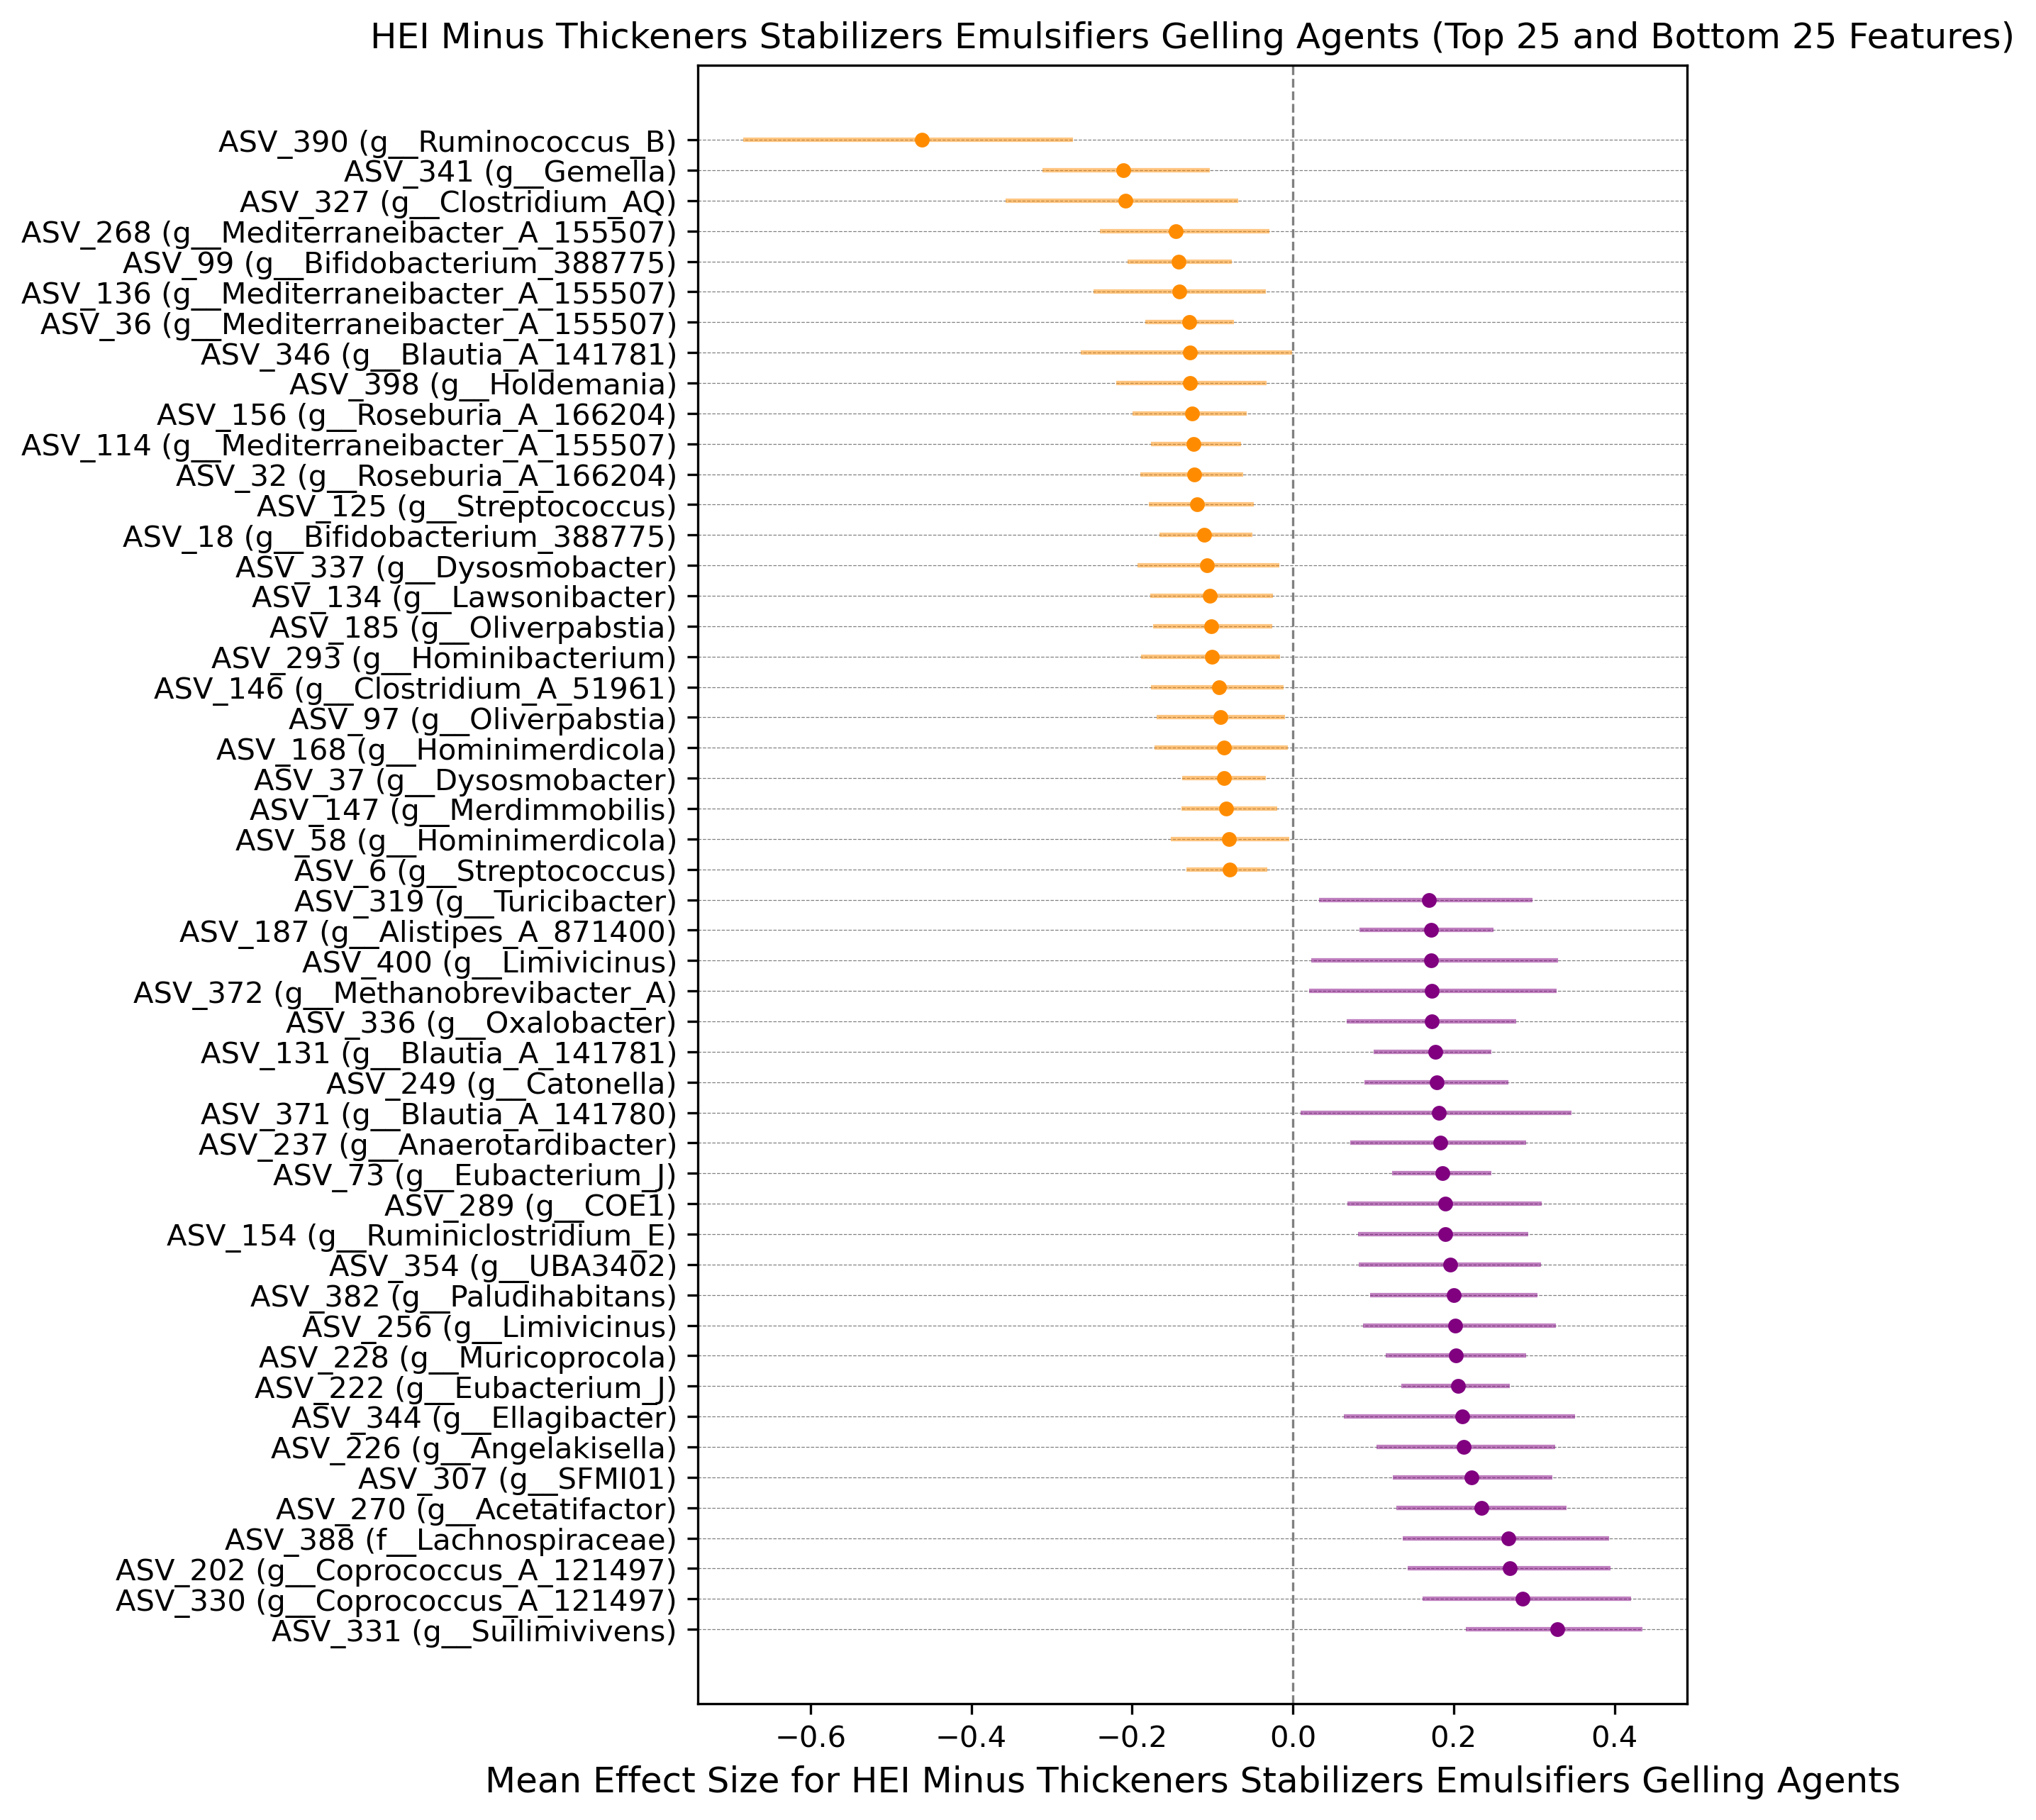 HEI Minus Thickeners Stabilizers Emulsifiers Gelling Agents (Top 25 and Bottom 25 Features)
ASV_390 (g__Ruminococcus_B)
ASV_341 (g__Gemella)
ASV_327 (g__Clostridium_AQ)
ASV_268 (g__Mediterraneibacter_A_155507)
ASV_99 (g__Bifidobacterium_388775)
ASV_136 (g__Mediterraneibacter_A_155507)
ASV_36 (g__Mediterraneibacter_A_155507)
ASV_346 (g__Blautia_A_141781)
ASV_398 (g__Holdemania)
ASV_156 (g__Roseburia_A_166204)
ASV_114 (g__Mediterraneibacter_A_155507)
ASV_32 (g__Roseburia_A_166204)
ASV_125 (g__Streptococcus)
ASV_18 (g__Bifidobacterium_388775)
ASV_337 (g__Dysosmobacter)
ASV_134 (g__Lawsonibacter)
ASV_185 (g__Oliverpabstia)
ASV_293 (g__Hominibacterium)
ASV_146 (g__Clostridium_A_51961)
ASV_97 (g__Oliverpabstia)
ASV_168 (g__Hominimerdicola)
ASV_37 (g__Dysosmobacter)
ASV_147 (g__Merdimmobilis)
ASV_58 (g__Hominimerdicola)
ASV_6 (g__Streptococcus)
ASV_319 (g__Turicibacter)
ASV_187 (g__Alistipes_A_871400)
ASV_400 (g__Limivicinus)
ASV_372 (g__Methanobrevibacter_A)
ASV_336 (g__Oxalobacter)
ASV_131 (g__Blautia_A_141781)
ASV_249 (g__Catonella)
ASV_371 (g__Blautia_A_141780)
ASV_237 (g__Anaerotardibacter)
ASV_73 (g__Eubacterium_J)
ASV_289 (g__COE1)
ASV_154 (g__Ruminiclostridium_E)
ASV_354 (g__UBA3402)
ASV_382 (g__Paludihabitans)
ASV_256 (g__Limivicinus)
ASV_228 (g__Muricoprocola)
ASV_222 (g__Eubacterium_J)
ASV_344 (g__Ellagibacter)
ASV_226 (g__Angelakisella)
ASV_307 (g__SFMI01)
ASV_270 (g__Acetatifactor)
ASV_388 (f__Lachnospiraceae)
ASV_202 (g__Coprococcus_A_121497)
ASV_330 (g__Coprococcus_A_121497)
ASV_331 (g__Suilimivivens)
−0.6 −0.4 −0.2 0.0 0.2 0.4
Mean Effect Size for HEI Minus Thickeners Stabilizers Emulsifiers Gelling Agents